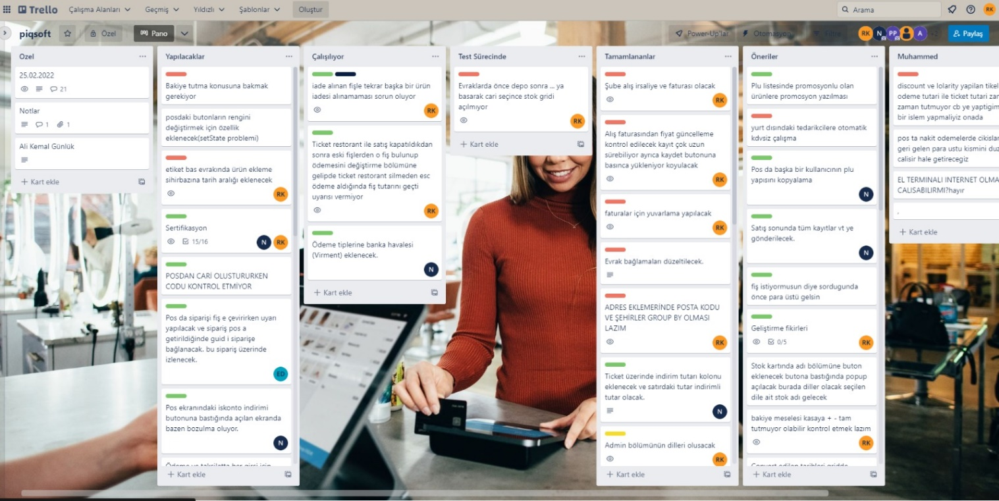 Trello
Çalışma Alanları
Geçmiş
Yıldızlı
Şablonlar
Oluştur
Arama
RK
piqsoft
Özel
Pano
Power-Up'lar
Otomasyon
Filtre
RK
N
PP
A
+2
Paylaş
Ozel
25.02.2022
21
Notlar
1
1
Ali Kemal Günlük
+ Kart ekle
Yapılacaklar
Bakiye tutma konusuna bakmak
gerekiyor
posdaki butonların rengini
değiştirmek için özellik
eklenecek(setState problemi)
etiket bas evrakında ürün ekleme
sihirbazına tarih aralığı eklenecek
RK
Sertifikasyon
15/16
N
RK
POSDAN CARİ OLUSTURURKEN
CODU KONTROL ETMİYOR
Pos da siparişi fiş e çevirirken uyarı
yapılacak ve sipariş pos a
getirildiğinde guid i siparişe
bağlanacak. bu sipariş üzerinde
izlenecek.
ED
Pos ekranındaki iskonto indirimi
butonuna bastığında açılan ekranda
bazen bozulma oluyor.
N
+ Kart ekle
Çalışılıyor
iade alınan fişle tekrar başka bir ürün
iadesi alınamaması sorun oluyor
RK
Ticket restorant ile satış kapatıldıkdan
sonra eski fişlerden o fiş bulunup
ödemesini değiştirme bölümüne
gelipde ticket restorant silmeden esc
ödeme aldığında fiş tutarını geçti
uyarısı vermiyor
RK
Ödeme tiplerine banka havalesi
(Virment) eklenecek.
N
+ Kart ekle
Test Sürecinde
Evraklarda önce depo sonra ... ya
basarak cari seçince stok gridi
açılmıyor
RK
+ Kart ekle
Tamamlananlar
Şube alış irsaliye ve faturası olacak
RK
Alış faturasından fiyat güncelleme
kontrol edilecek kayıt çok uzun
sürebiliyor ayrıca kaydet butonuna
basınca yükleniyor koyulacak
RK
faturalar için yuvarlama yapılacak
RK
Evrak bağlamaları düzeltilecek.
ADRES EKLEMERİNDE POSTA KODU
VE ŞEHİRLER GROUP BY OLMASI
LAZIM
RK
Ticket üzerinde indirim tutarı kolonu
eklenecek ve satırdaki tutar indirimli
tutar olacak.
N
Admin bölümünün dilleri olusacak
RK
+ Kart ekle
Öneriler
Plu listesinde promosyonlu olan
ürünlere promosyon yazılması
yurt dısındaki tedarikcilere otomatik
kdvsiz çalışma
Pos da başka bir kullanıcının plu
yapısını kopyalama
N
Satış sonunda tüm kayıtlar vt ye
gönderilecek.
N
fiş istiyormusun diye sordugunda
önce para üstü gelsin
Geliştirme fikirleri
0/5
RK
Stok kartında adı bölümüne buton
eklenecek butona bastığında popup
açılacak burada diller olacak seçilen
dile ait stok adı gelecek
bakiye meselesi kasaya + - tam
tutmuyor olabilir kontrol etmek lazım
RK
+ Kart ekle
Muhammed
discount ve lolarity yapilan tikel
odeme tutari ile ticket tutari zar
zaman tutmuyor cb ye yaptigim
bir islem yapmaliyiz onada
pos ta nakit odemelerde cikislar
geri gelen para ustu kismini duz
calisir hale getirecegiz
EL TERMINALI INTERNET OLMA
CALISABILIRMI?hayır
.
+ Kart ekle